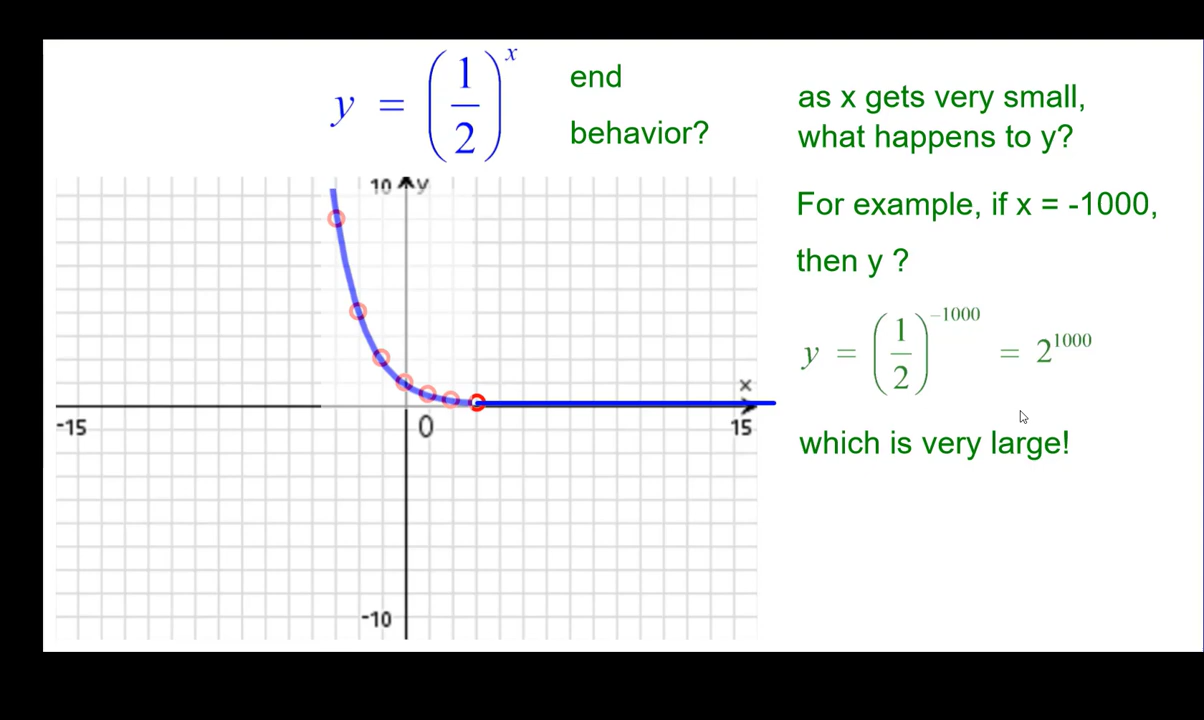 y = (1/2)^x
end
behavior?
as x gets very small,
what happens to y?
For example, if x = -1000,
then y ?
y = (1/2)^-1000 = 2^1000
which is very large!
10 y
x
-15 0 15
-10